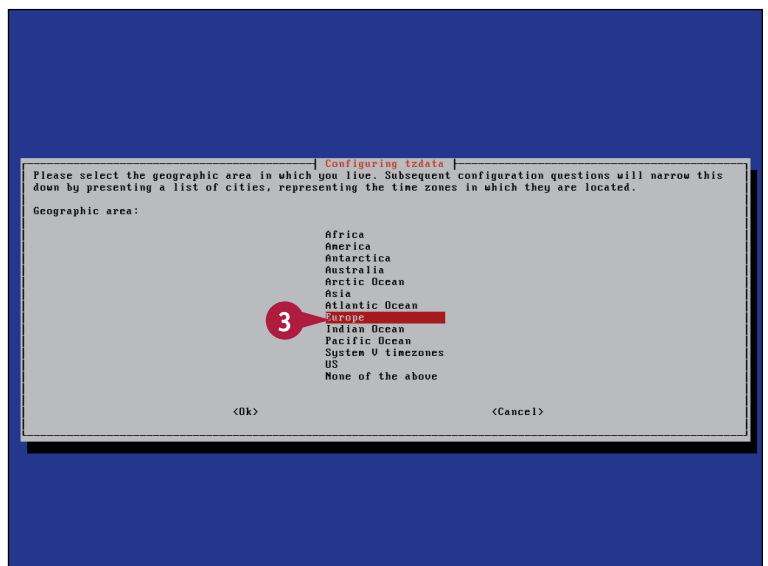 Configuring tzdata
Please select the geographic area in which you live. Subsequent configuration questions will narrow this
down by presenting a list of cities, representing the time zones in which they are located.
Geographic area:
Africa
America
Antarctica
Australia
Arctic Ocean
Asia
Atlantic Ocean
Europe
3
Indian Ocean
Pacific Ocean
System V timezones
US
None of the above
<Ok> <Cancel>